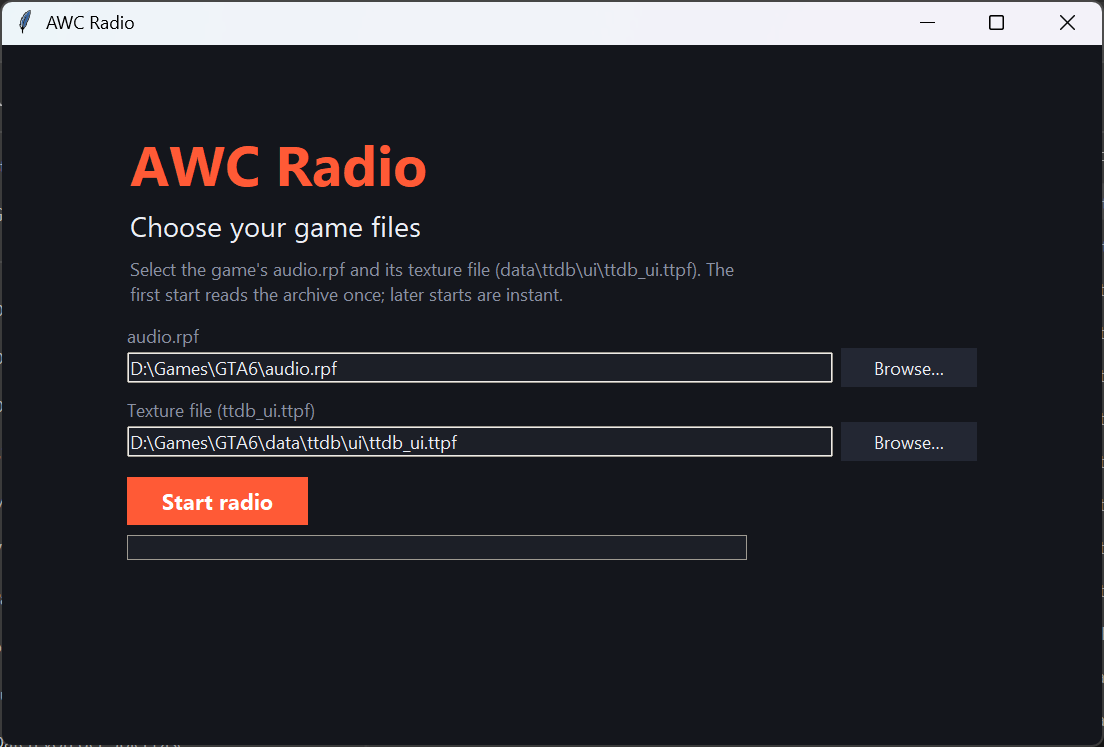 AWC Radio
AWC Radio
Choose your game files
Select the game's audio.rpf and its texture file (data\ttdb\ui\ttdb_ui.ttpf). The
first start reads the archive once; later starts are instant.
audio.rpf
D:\Games\GTA6\audio.rpf
Browse...
Texture file (ttdb_ui.ttpf)
D:\Games\GTA6\data\ttdb\ui\ttdb_ui.ttpf
Browse...
Start radio